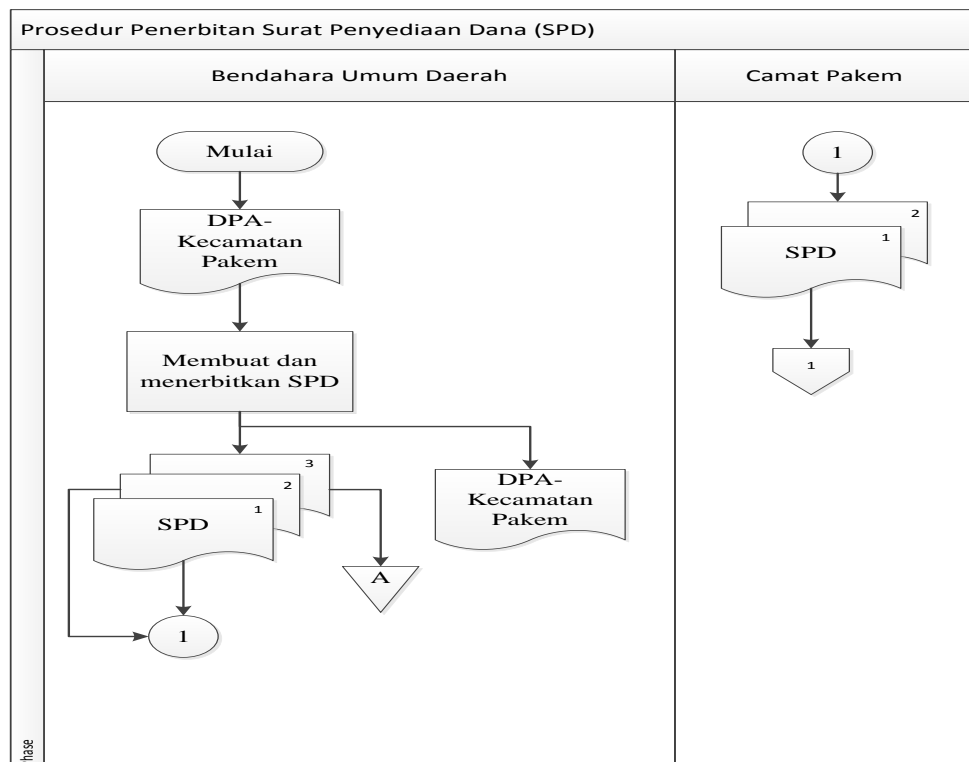 Prosedur Penerbitan Surat Penyediaan Dana (SPD)
Bendahara Umum Daerah
Camat Pakem
Mulai
DPA-
Kecamatan
Pakem
Membuat dan
menerbitkan SPD
3
2
1
SPD
DPA-
Kecamatan
Pakem
A
1
1
2
1
SPD
1
hase